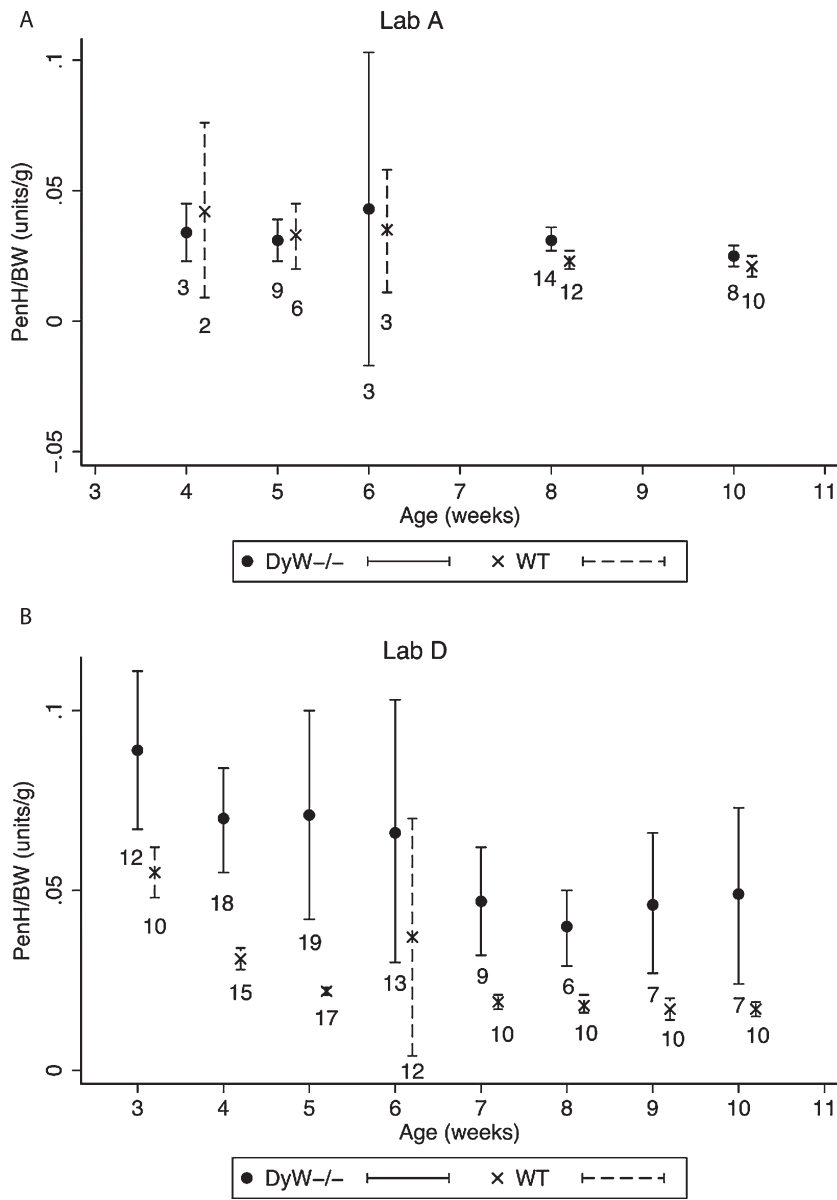 A
Lab A
PenH/BW (units/g)
.1
.05
0
-.05
3 2 9 6 3 3 14 12 8 10
3 4 5 6 7 8 9 10 11
Age (weeks)
DyW-/- WT
B
Lab D
PenH/BW (units/g)
.1
.05
0
12 10 18 15 19 17 13 12 9 10 6 10 7 10 7 10
3 4 5 6 7 8 9 10 11
Age (weeks)
DyW-/- WT